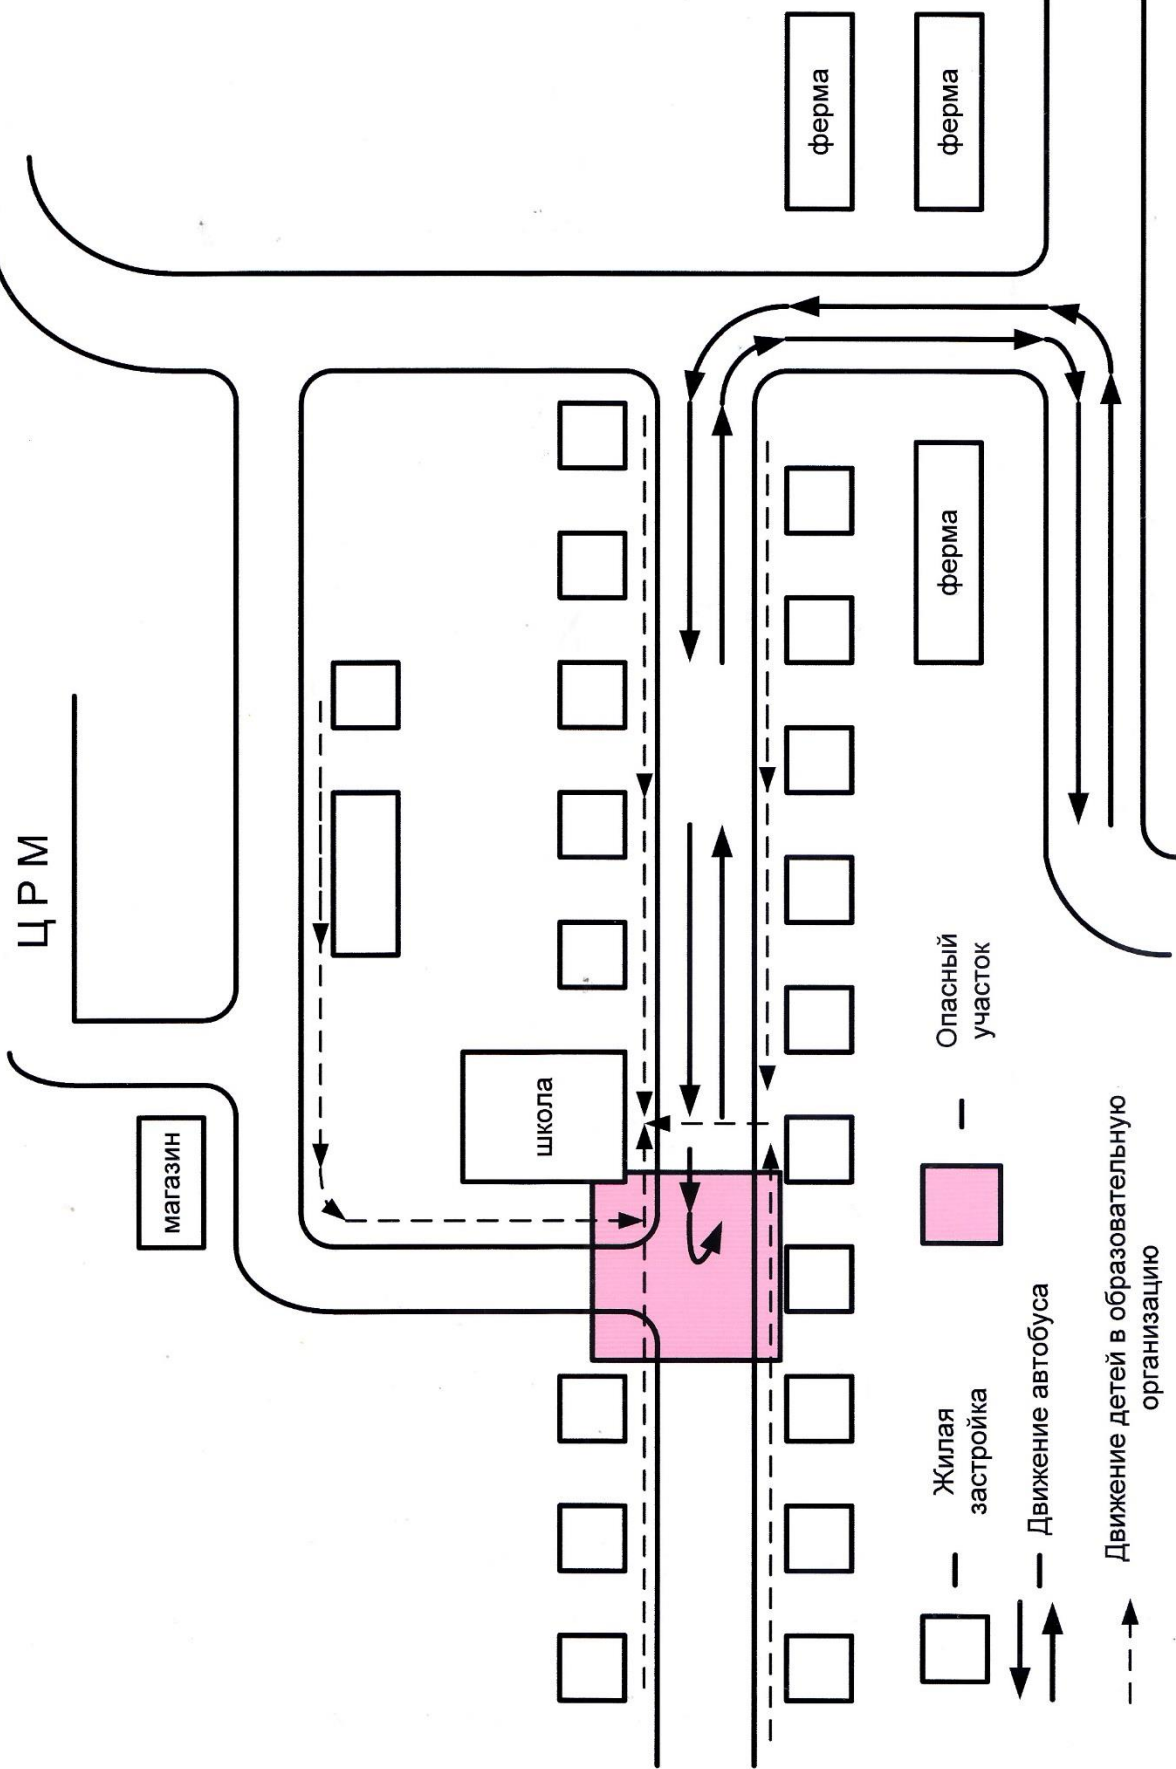 ЦРМ
магазин
школа
ферма
ферма
ферма
Жилая
застройка
Опасный
участок
Движение автобуса
Движение детей в образовательную
организацию